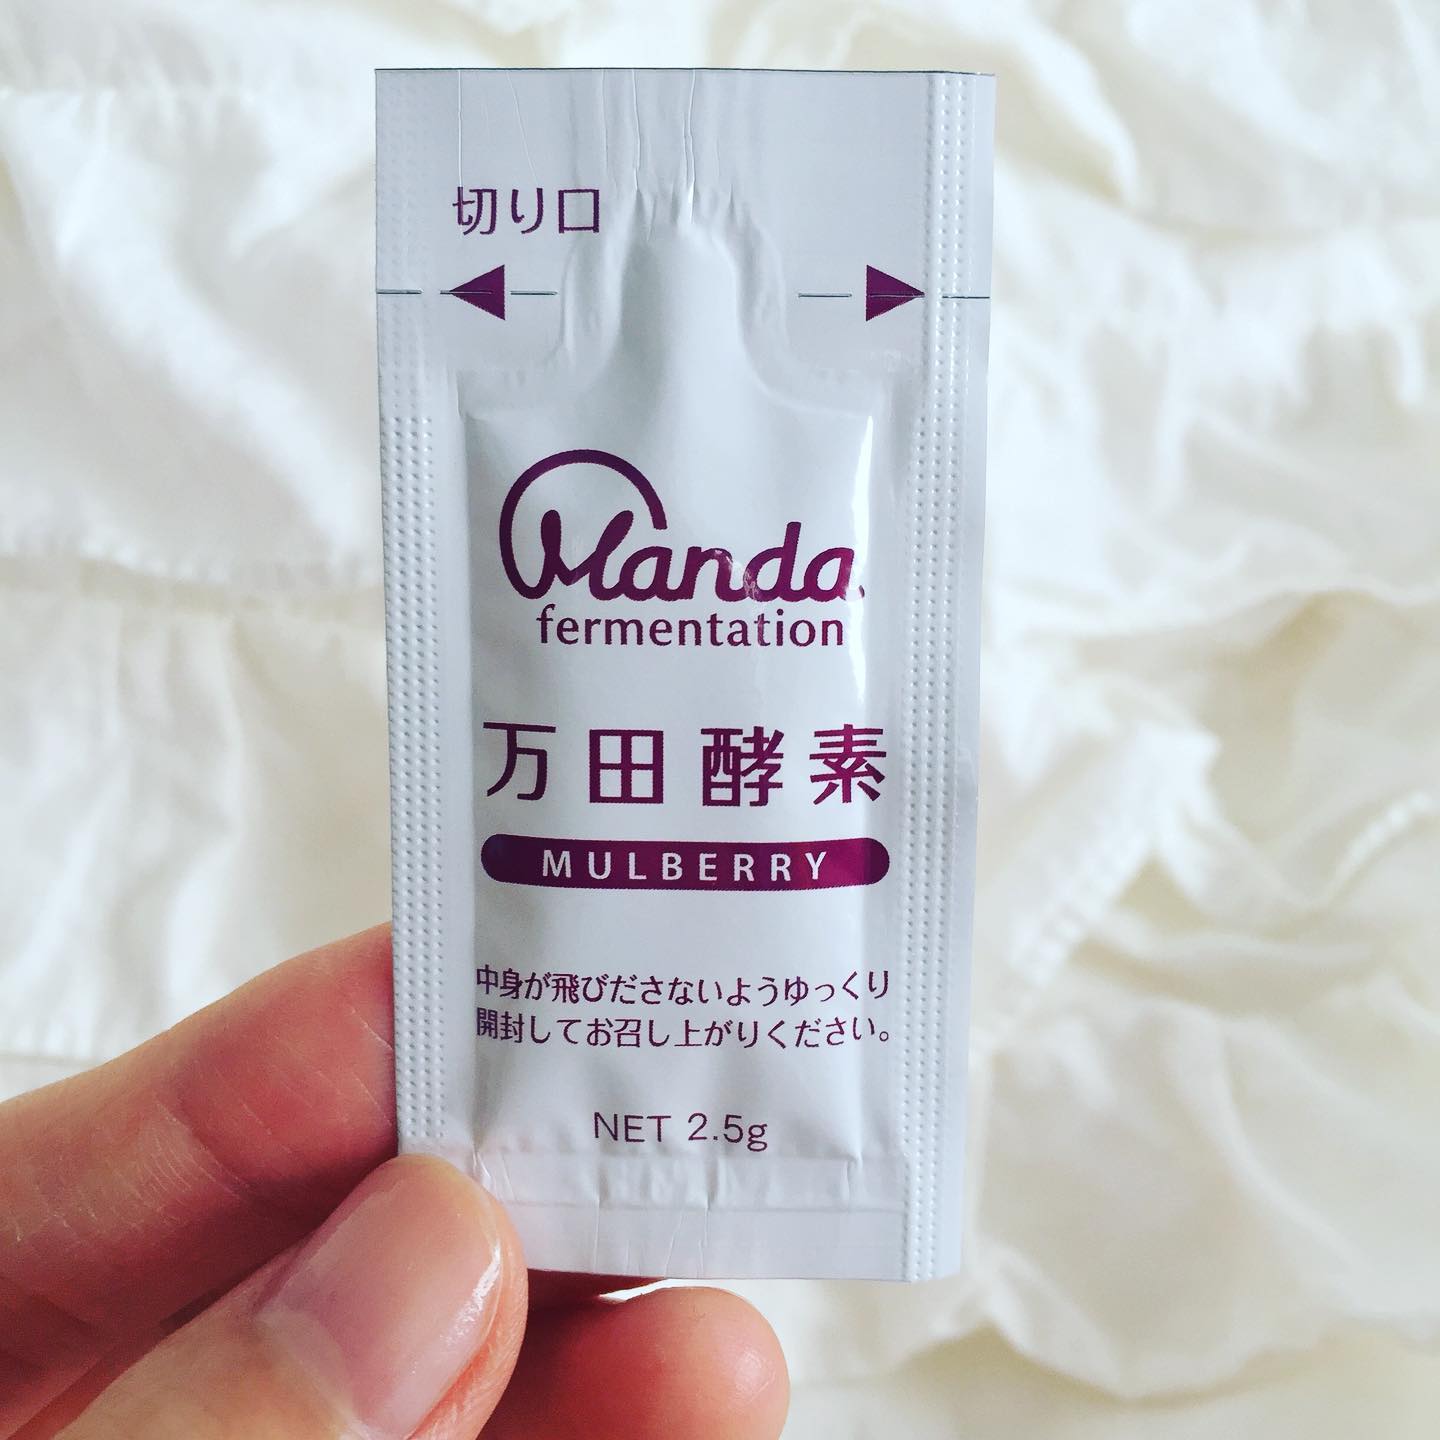 切り口
Manda
fermentation
万田酵素
MULBERRY
中身が飛びださないようゆっくり
開封してお召し上がりください。
NET 2.5g